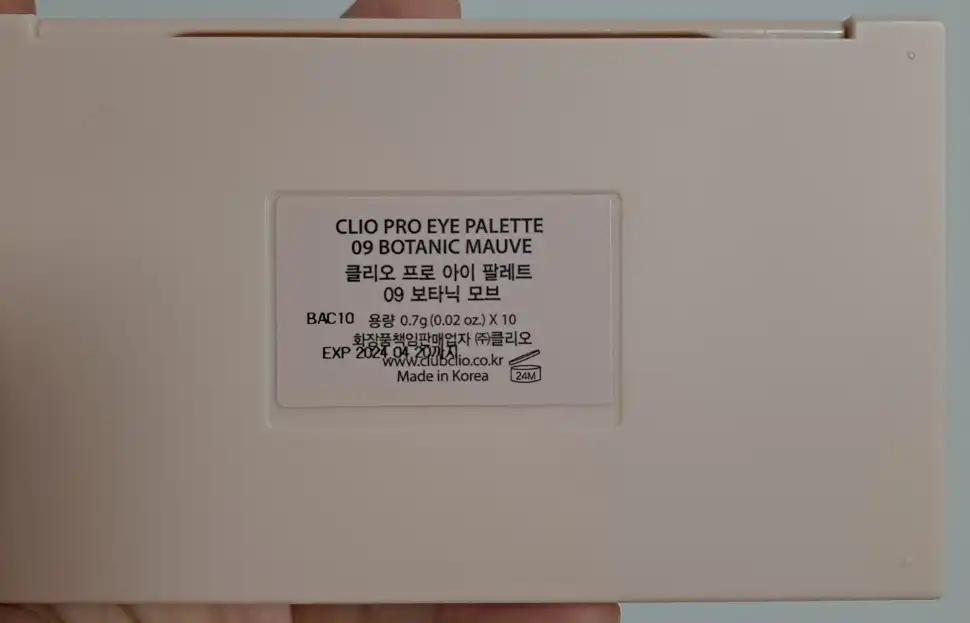 CLIO PRO EYE PALETTE
09 BOTANIC MAUVE
클리오 프로 아이 팔레트
09 보타닉 모브
BAC10 용량 0.7g (0.02 oz.) X 10
화장품책임판매업자 ㈜클리오
EXP 2024.04.20까지
www.clubclio.co.kr
Made in Korea 24M